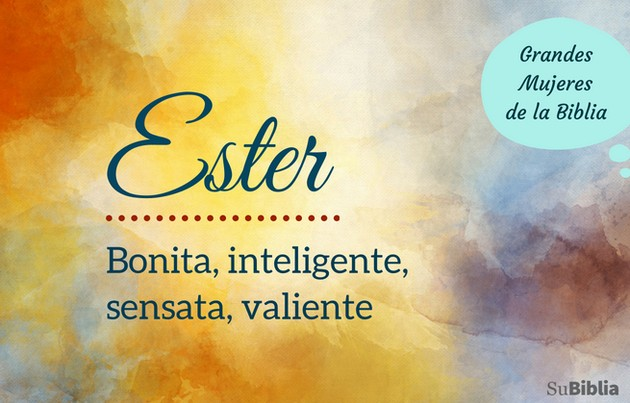 Grandes
Mujeres
de la Biblia
Ester
Bonita, inteligente,
sensata, valiente
SuBiblia